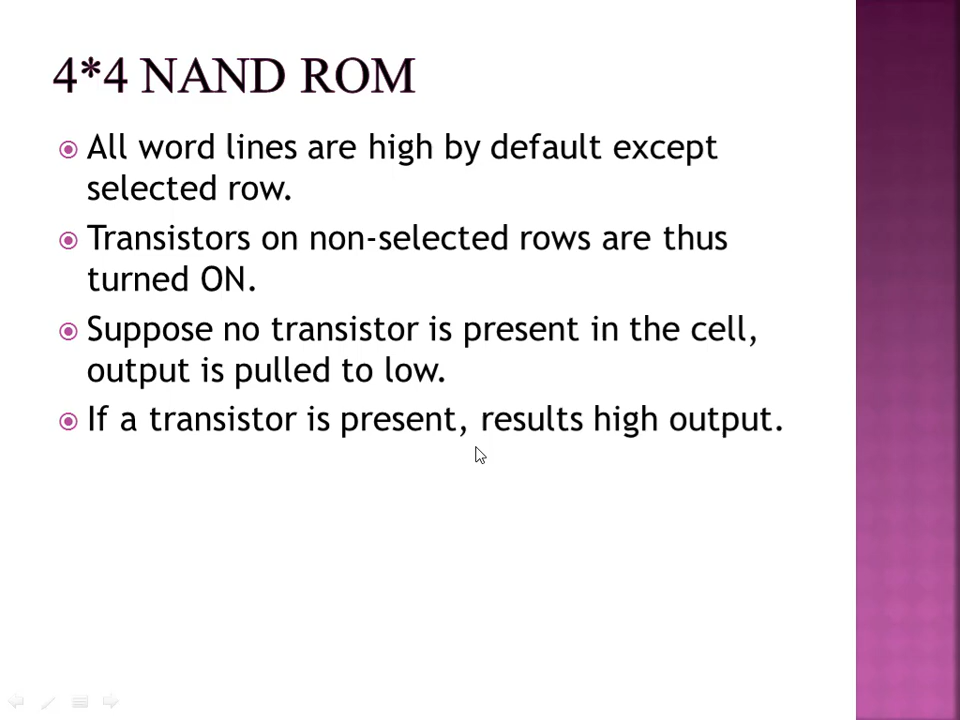 4*4 NAND ROM
All word lines are high by default except
selected row.
Transistors on non-selected rows are thus
turned ON.
Suppose no transistor is present in the cell,
output is pulled to low.
If a transistor is present, results high output.